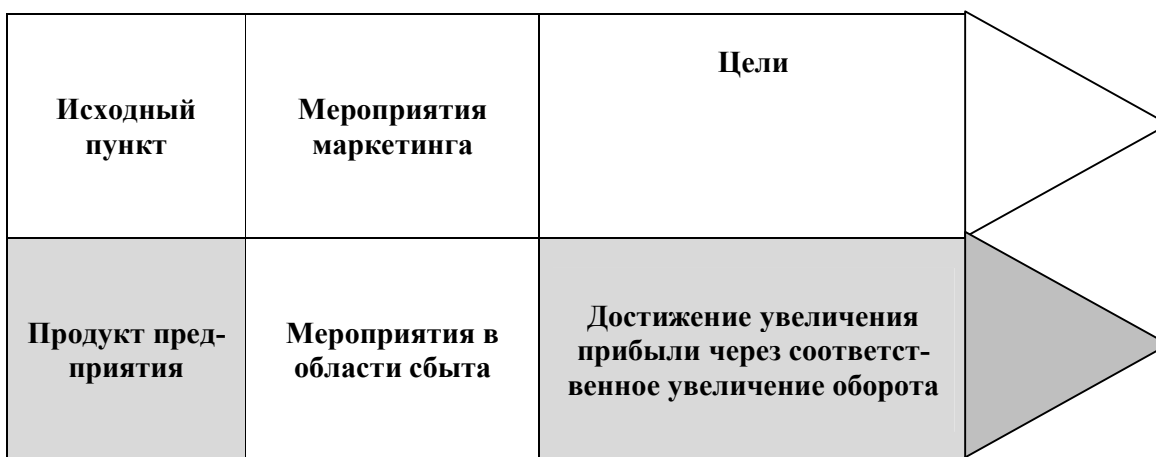 Исходный
пункт
Мероприятия
маркетинга
Цели
Продукт пред-
приятия
Мероприятия в
области сбыта
Достижение увеличения
прибыли через соответст-
венное увеличение оборота